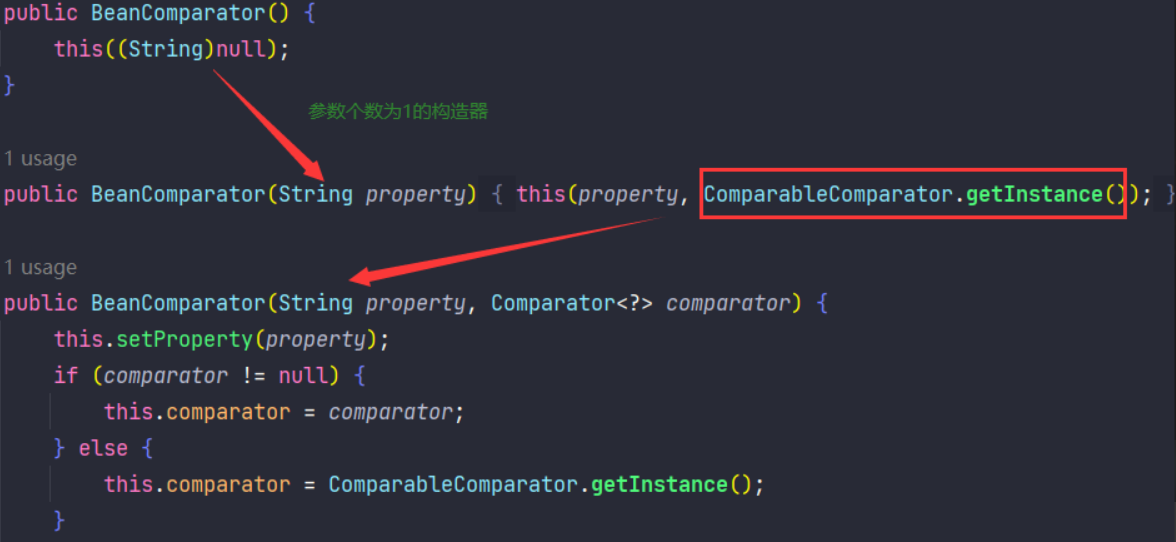 public BeanComparator() {
this((String)null);
}
参数个数为1的构造器
1 usage
public BeanComparator(String property) { this(property, ComparableComparator.getInstance()); }
1 usage
public BeanComparator(String property, Comparator<?> comparator) {
this.setProperty(property);
if (comparator != null) {
this.comparator = comparator;
} else {
this.comparator = ComparableComparator.getInstance();
}